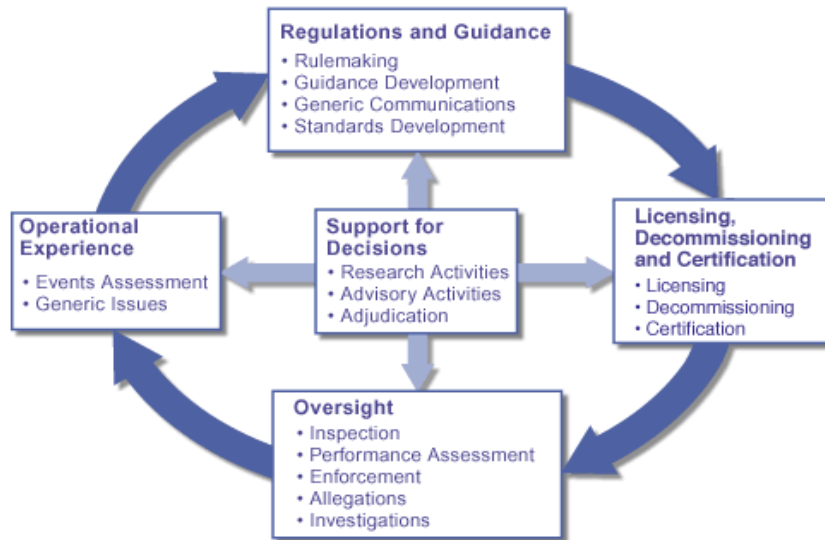 Regulations and Guidance
• Rulemaking
• Guidance Development
• Generic Communications
• Standards Development
Operational
Experience
• Events Assessment
• Generic Issues
Support for
Decisions
• Research Activities
• Advisory Activities
• Adjudication
Licensing,
Decommissioning
and Certification
• Licensing
• Decommissioning
• Certification
Oversight
• Inspection
• Performance Assessment
• Enforcement
• Allegations
• Investigations